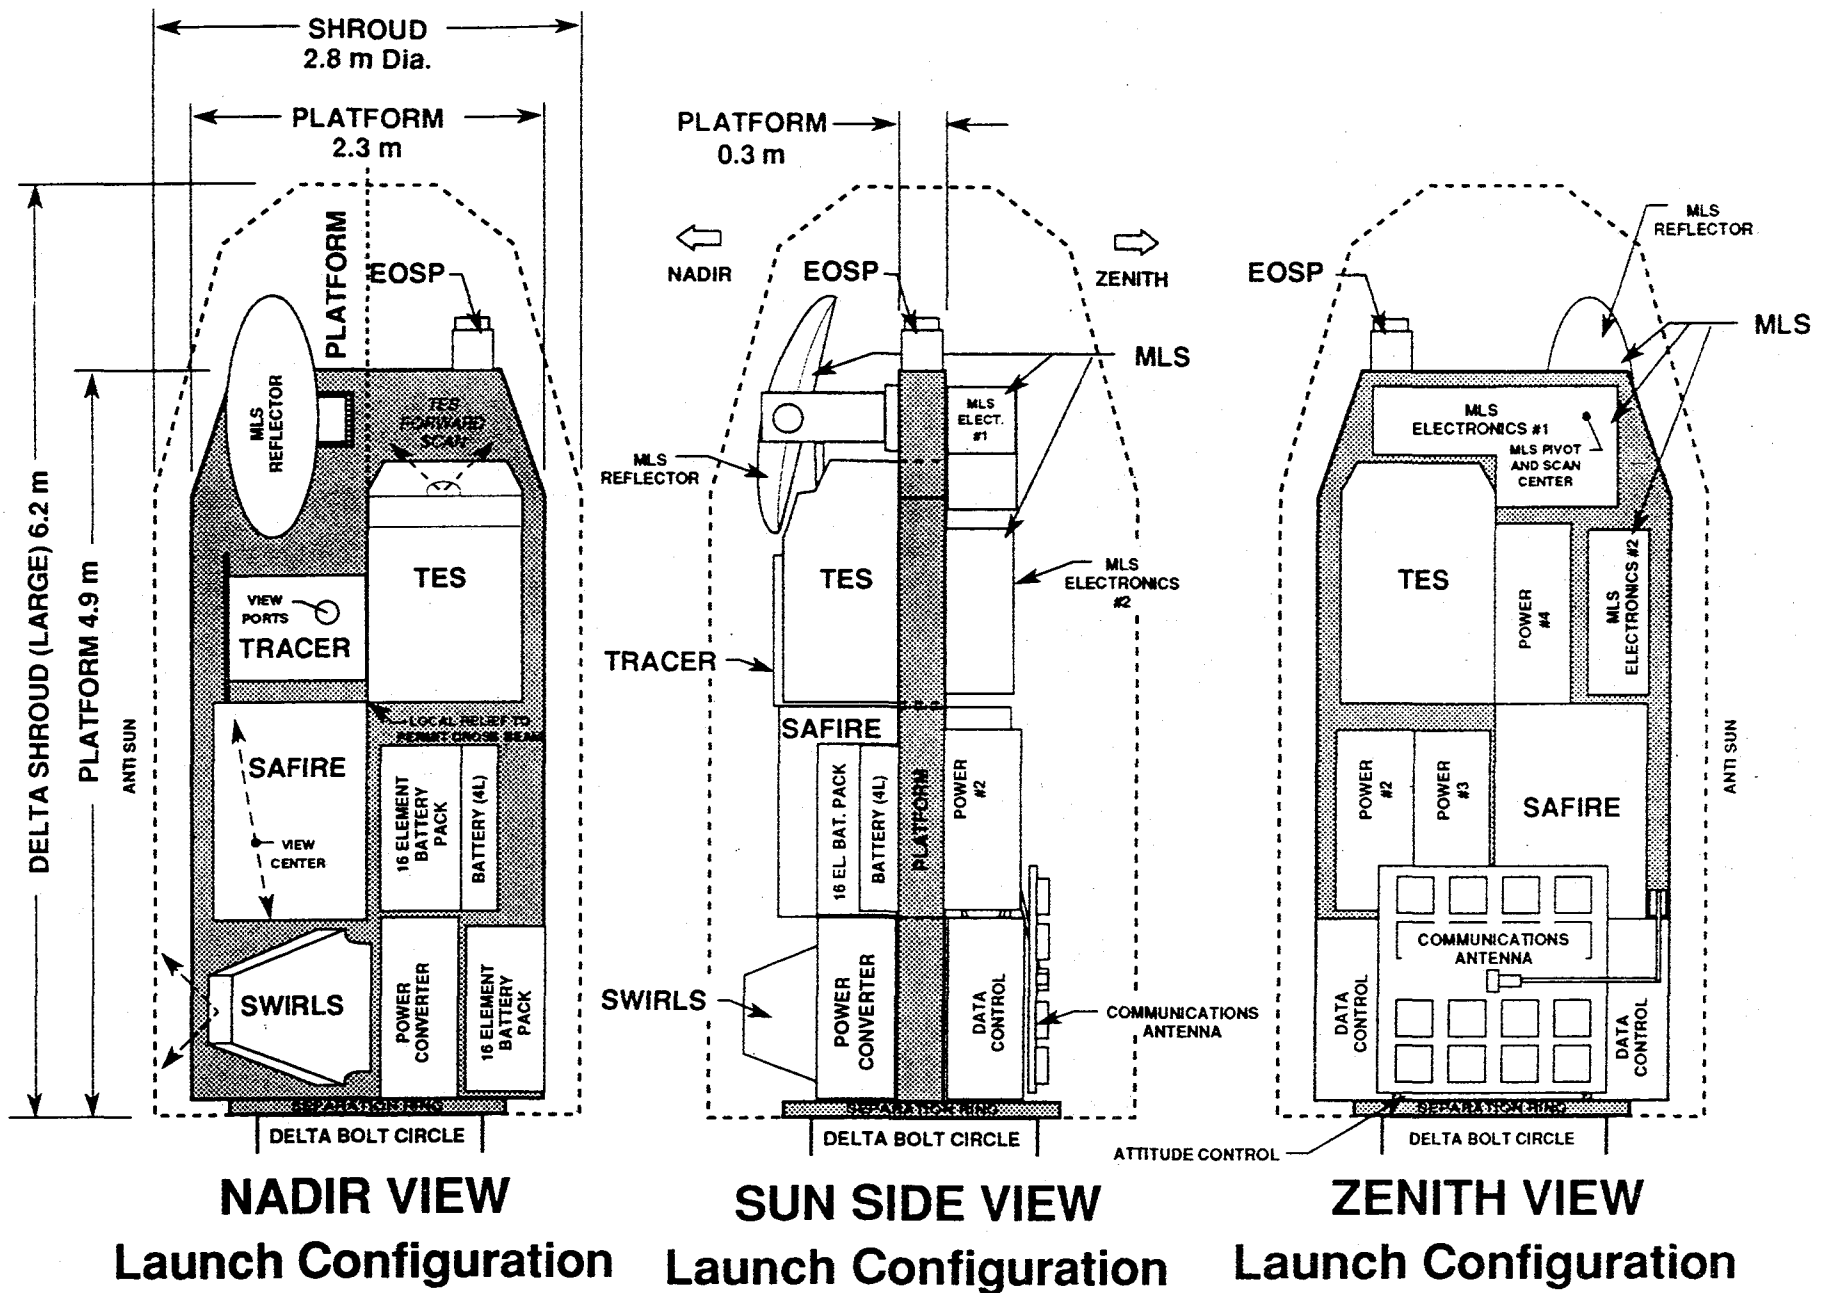 SHROUD
2.8 m Dia.
PLATFORM
2.3 m
DELTA SHROUD (LARGE) 6.2 m
PLATFORM 4.9 m
ANTI SUN
PLATFORM
EOSP
MLS
REFLECTOR
TES
FORWARD
SCAN
TES
VIEW
PORTS
TRACER
LOCAL RELIEF TO
PERMIT CROSS BEAM
SAFIRE
VIEW
CENTER
16 ELEMENT
BATTERY
PACK
BATTERY (4L)
SWIRLS
POWER
CONVERTER
16 ELEMENT
BATTERY
PACK
SEPARATION RING
DELTA BOLT CIRCLE
NADIR VIEW
Launch Configuration
PLATFORM
0.3 m
NADIR
EOSP
ZENITH
MLS
MLS
ELECT.
#1
MLS
REFLECTOR
TES
MLS
ELECTRONICS
#2
TRACER
SAFIRE
16 EL BAT. PACK
BATTERY (4L)
PLATFORM
POWER
#2
SWIRLS
POWER
CONVERTER
DATA
CONTROL
COMMUNICATIONS
ANTENNA
SEPARATION RING
DELTA BOLT CIRCLE
SUN SIDE VIEW
Launch Configuration
MLS
REFLECTOR
EOSP
MLS
MLS
ELECTRONICS #1
MLS PIVOT
AND SCAN
CENTER
TES
POWER
#4
MLS
ELECTRONICS #2
POWER
#2
POWER
#3
SAFIRE
ANTI SUN
COMMUNICATIONS
ANTENNA
DATA
CONTROL
DATA
CONTROL
SEPARATION RING
DELTA BOLT CIRCLE
ATTITUDE CONTROL
ZENITH VIEW
Launch Configuration